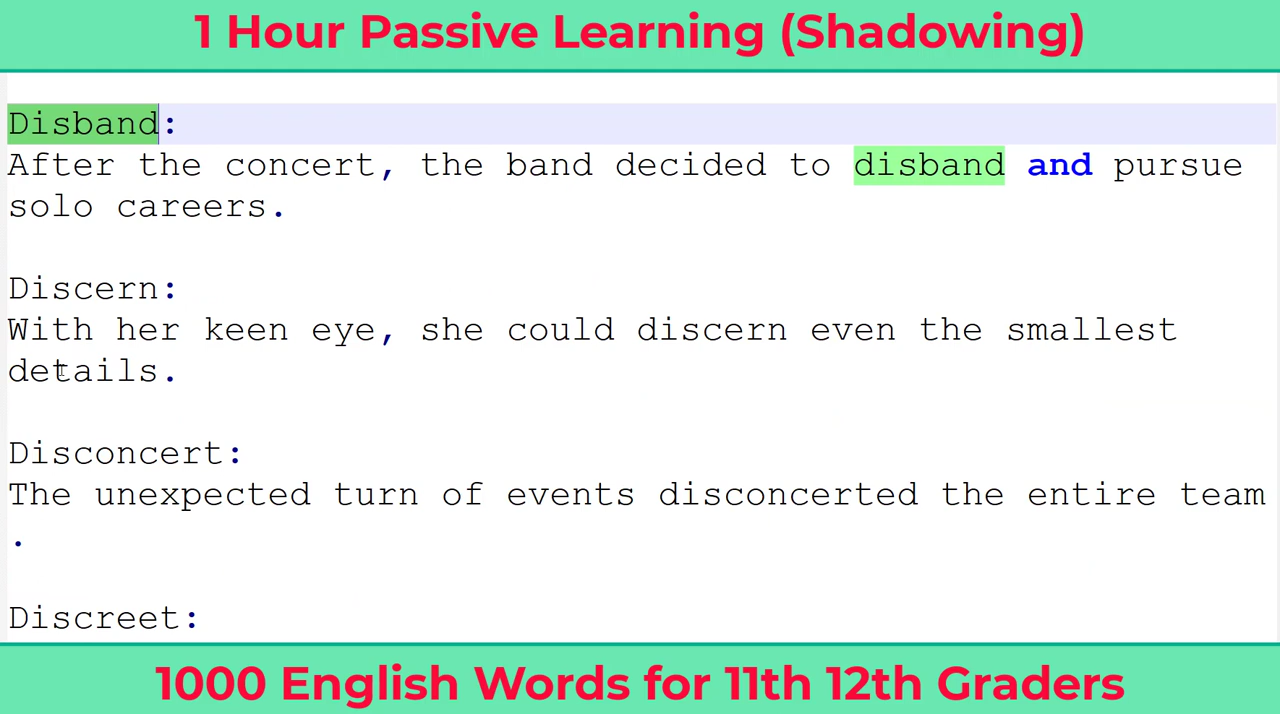 1 Hour Passive Learning (Shadowing)
Disband:
After the concert, the band decided to disband and pursue
solo careers.
Discern:
With her keen eye, she could discern even the smallest
details.
Disconcert:
The unexpected turn of events disconcerted the entire team
.
Discreet:
1000 English Words for 11th 12th Graders